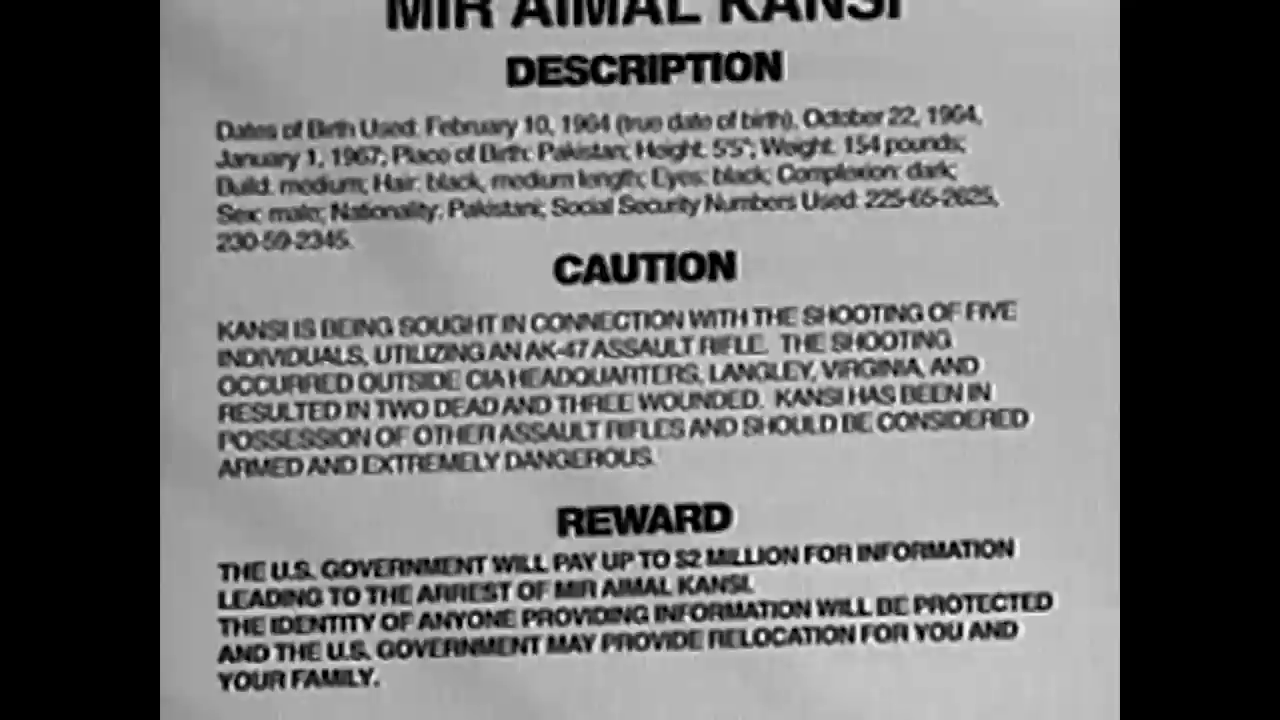 MIR AIMAL KANSI
DESCRIPTION
Dates of Birth Used: February 10, 1964 (true date of birth), October 22, 1964,
January 1, 1967; Place of Birth: Pakistan; Height: 5'5"; Weight: 154 pounds;
Build: medium; Hair: black, medium length; Eyes: black; Complexion: dark;
Sex: male; Nationality: Pakistani; Social Security Numbers Used: 225-65-2625,
230-59-2345.
CAUTION
KANSI IS BEING SOUGHT IN CONNECTION WITH THE SHOOTING OF FIVE
INDIVIDUALS, UTILIZING AN AK-47 ASSAULT RIFLE. THE SHOOTING
OCCURRED OUTSIDE CIA HEADQUARTERS, LANGLEY, VIRGINIA, AND
RESULTED IN TWO DEAD AND THREE WOUNDED. KANSI HAS BEEN IN
POSSESSION OF OTHER ASSAULT RIFLES AND SHOULD BE CONSIDERED
ARMED AND EXTREMELY DANGEROUS.
REWARD
THE U.S. GOVERNMENT WILL PAY UP TO $2 MILLION FOR INFORMATION
LEADING TO THE ARREST OF MIR AIMAL KANSI.
THE IDENTITY OF ANYONE PROVIDING INFORMATION WILL BE PROTECTED
AND THE U.S. GOVERNMENT MAY PROVIDE RELOCATION FOR YOU AND
YOUR FAMILY.